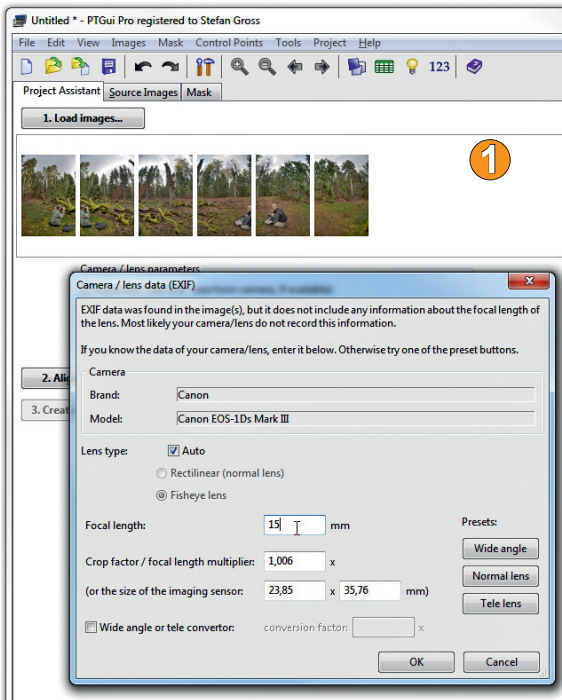 Untitled * - PTGui Pro registered to Stefan Gross
File Edit View Images Mask Control Points Tools Project Help
123
Project Assistant Source Images Mask
1. Load images...
1
Camera / lens parameters
Camera / lens data (EXIF)
EXIF data was found in the image(s), but it does not include any information about the focal length of
the lens. Most likely your camera/lens do not record this information.
If you know the data of your camera/lens, enter it below. Otherwise try one of the preset buttons.
Camera
2. Alig
Brand: Canon
3. Creat
Model: Canon EOS-1Ds Mark III
Lens type: Auto
Rectilinear (normal lens)
Fisheye lens
Focal length: 15 mm
Presets:
Wide angle
Crop factor / focal length multiplier: 1,006 x
Normal lens
(or the size of the imaging sensor: 23,85 x 35,76 mm)
Tele lens
Wide angle or tele convertor: conversion factor: x
OK Cancel